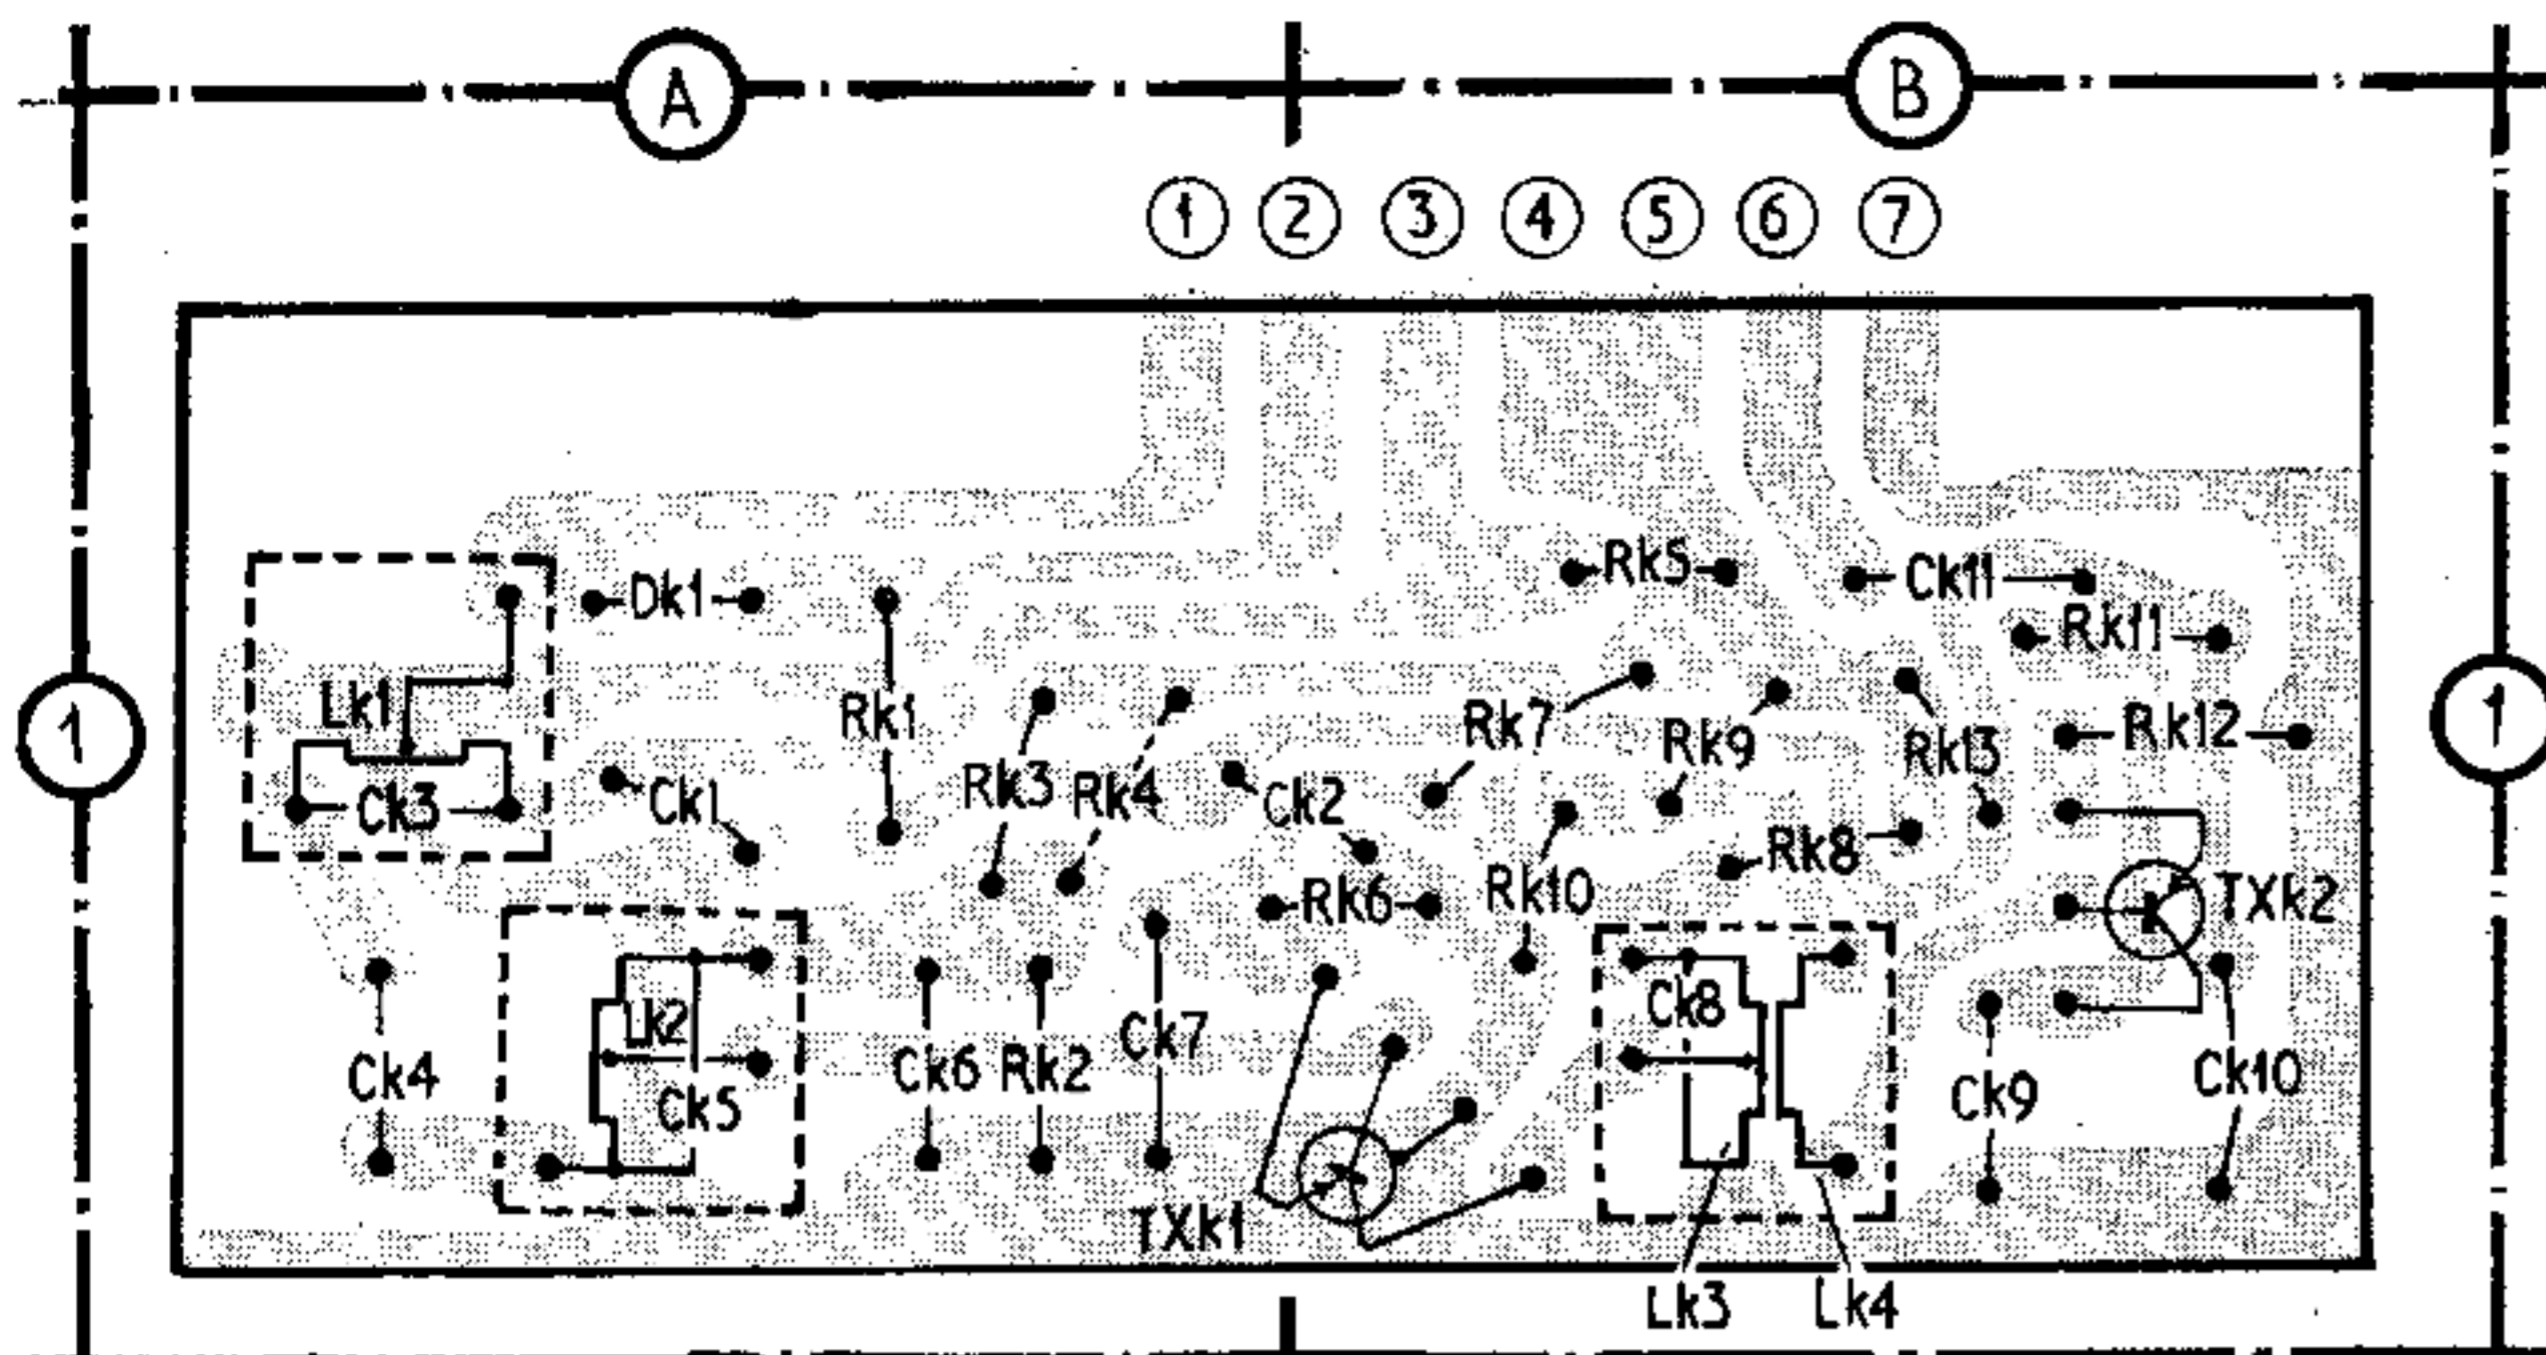 A B
1 2 3 4 5 6 7
Rk5
Dk1 Ck11
Rk11
Lk1 Rk1 Rk7 Rk9 Rk13 Rk12
1 1
Ck3 Ck1 Rk3 Rk4 Ck2
Rk8
Rk6 Rk10 TXk2
Lk2 Ck8
Ck4 Ck5 Ck6 Rk2 Ck7 Ck9 Ck10
TXk1
Lk3 Lk4